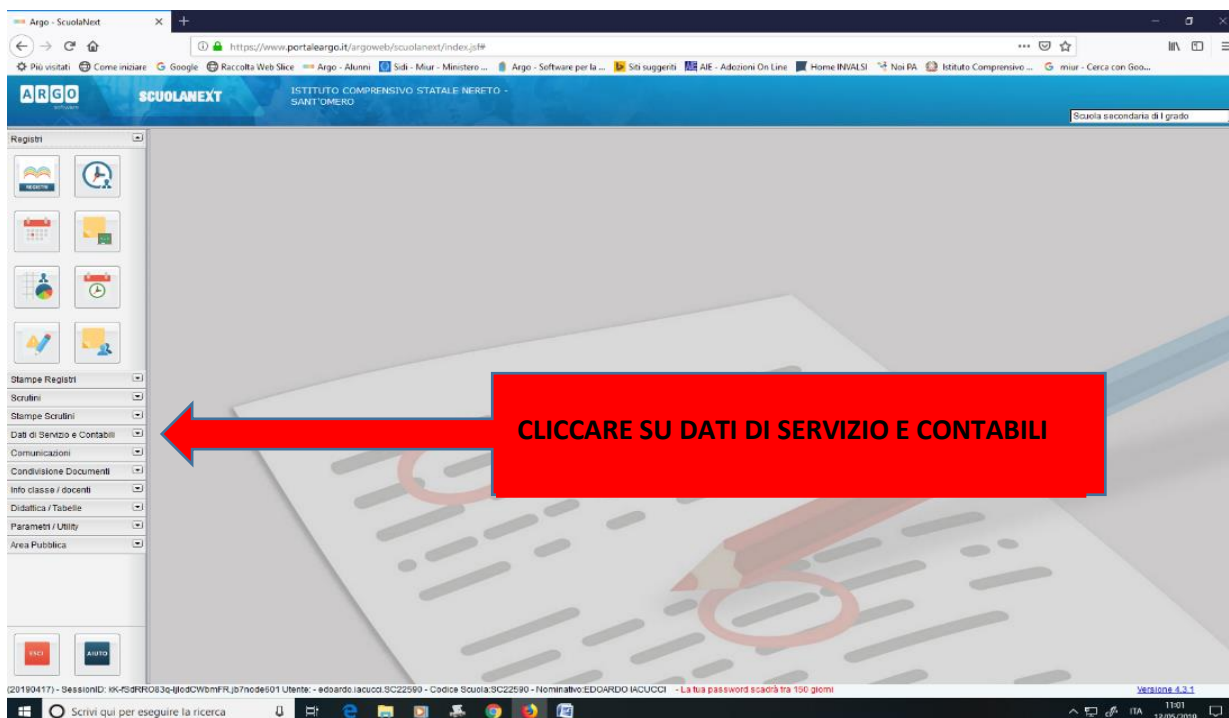 Argo - ScuolaNext
https://www.portaleargo.it/argoweb/scuolanext/index.jsf#
Più visitati Come iniziare Google Raccolta Web Slice Argo - Alunni Sidi - Miur - Ministero ... Argo - Software per la ... Siti suggeriti AIE - Adozioni On Line Home INVALSI Noi PA Istituto Comprensivo ... miur - Cerca con Goo...
ARGO software SCUOLANEXT ISTITUTO COMPRENSIVO STATALE NERETO -
SANT'OMERO
Scuola secondaria di I grado
Registri
REGISTRI
Stampe Registri
Scrutini
Stampe Scrutini
Dati di Servizio e Contabili
CLICCARE SU DATI DI SERVIZIO E CONTABILI
Comunicazioni
Condivisione Documenti
Info classe / docenti
Didattica / Tabelle
Parametri / Utility
Area Pubblica
ESCI AIUTO
Utente: - edoardo.iacucci.SC22590 - Codice Scuola:SC22590 - Nominativo:EDOARDO IACUCCI - La tua password scadrà tra 150 giorni Versione 4.3.1
Scrivi qui per eseguire la ricerca ITA 11:01
12/05/2019